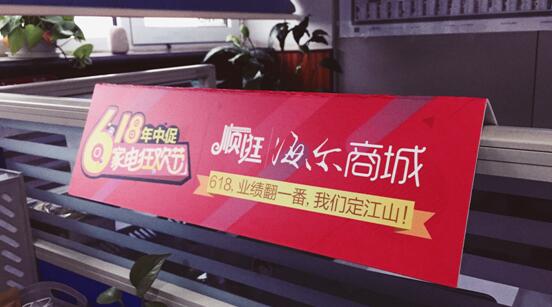 618年中促
家电狂欢节
顺逛 海尔商城
618,业绩翻一番,我们定江山!